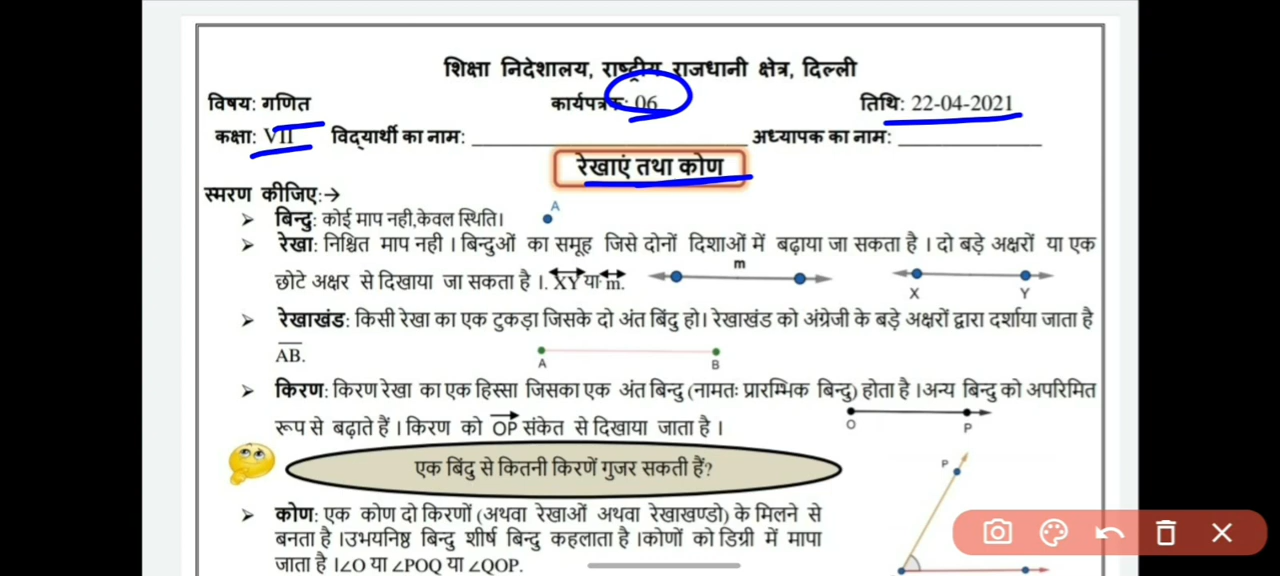 शिक्षा निदेशालय, राष्ट्रीय राजधानी क्षेत्र, दिल्ली
विषय: गणित कार्यपत्रक: 06 तिथि: 22-04-2021
कक्षा: VII विद्यार्थी का नाम: ____________________ अध्यापक का नाम: ____________
रेखाएं तथा कोण
स्मरण कीजिए:→
➢ बिन्दु: कोई माप नही,केवल स्थिति। A
➢ रेखा: निश्चित माप नही । बिन्दुओं का समूह जिसे दोनों दिशाओं में बढ़ाया जा सकता है । दो बड़े अक्षरों या एक
छोटे अक्षर से दिखाया जा सकता है ।. XY या m.
m
X Y
➢ रेखाखंड: किसी रेखा का एक टुकड़ा जिसके दो अंत बिंदु हो। रेखाखंड को अंग्रेजी के बड़े अक्षरों द्वारा दर्शाया जाता है
AB.
A B
➢ किरण: किरण रेखा का एक हिस्सा जिसका एक अंत बिन्दु (नामतः प्रारम्भिक बिन्दु) होता है ।अन्य बिन्दु को अपरिमित
रूप से बढ़ाते हैं । किरण को OP संकेत से दिखाया जाता है ।
O P
एक बिंदु से कितनी किरणें गुजर सकती हैं?
P
➢ कोण: एक कोण दो किरणों (अथवा रेखाओं अथवा रेखाखण्डो) के मिलने से
बनता है ।उभयनिष्ठ बिन्दु शीर्ष बिन्दु कहलाता है ।कोणों को डिग्री में मापा
जाता है ।∠O या ∠POQ या ∠QOP.